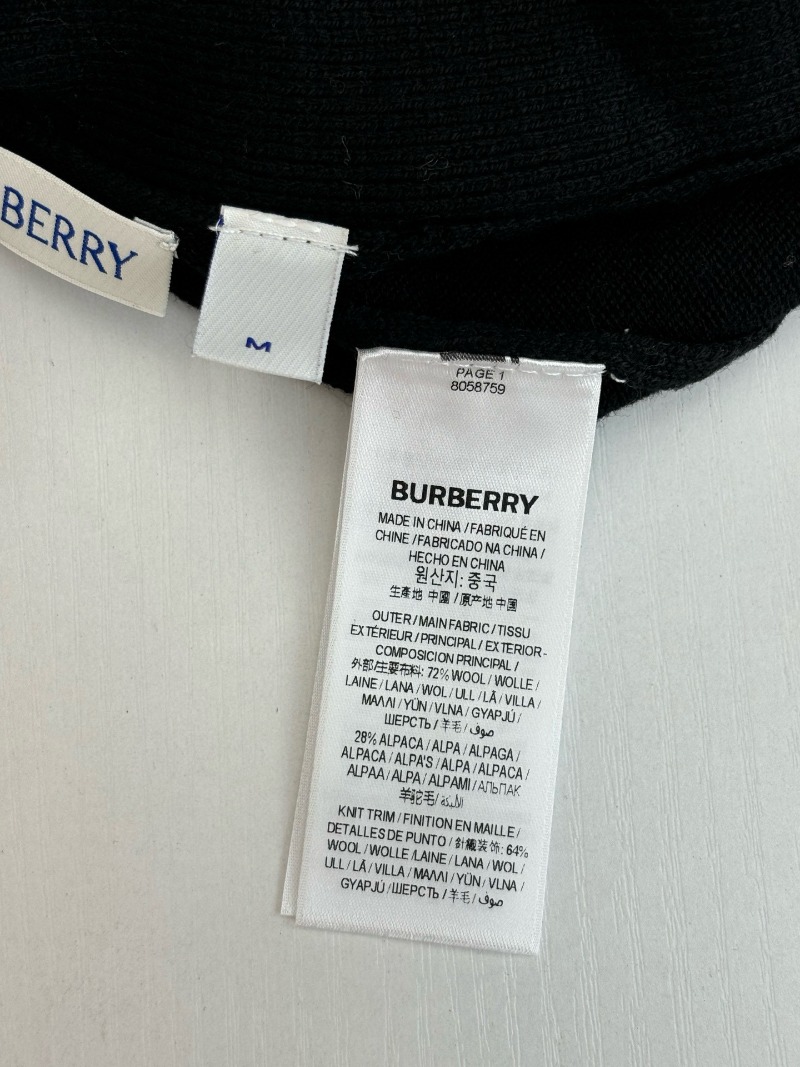 BERRY
M
PAGE 1
8058759
BURBERRY
MADE IN CHINA / FABRIQUÉ EN
CHINE / FABRICADO NA CHINA /
HECHO EN CHINA
원산지: 중국
生產地 中國 / 原产地 中国
OUTER / MAIN FABRIC / TISSU
EXTÉRIEUR / PRINCIPAL / EXTERIOR-
COMPOSICION PRINCIPAL /
外部/主要布料: 72% WOOL / WOLLE /
LAINE / LANA / WOL / ULL / LÃ / VILLA /
ΜΑΛΛΙ / YÜN / VLNA / GYAPJÚ /
ШЕРСТЬ / 羊毛 / صوف
28% ALPACA / ALPA / ALPAGA /
ALPACA / ALPA'S / ALPA / ALPACA /
ALPAA / ALPA / ALPAMI / АЛЬПАК
羊驼毛/
KNIT TRIM / FINITION EN MAILLE /
DETALLES DE PUNTO / 針織装饰: 64%
WOOL / WOLLE /LAINE / LANA / WOL /
ULL / LÃ / VILLA / ΜΑΛΛΙ / YÜN / VLNA /
GYAPJÚ / ШЕРСТЬ / 羊毛 / صوف